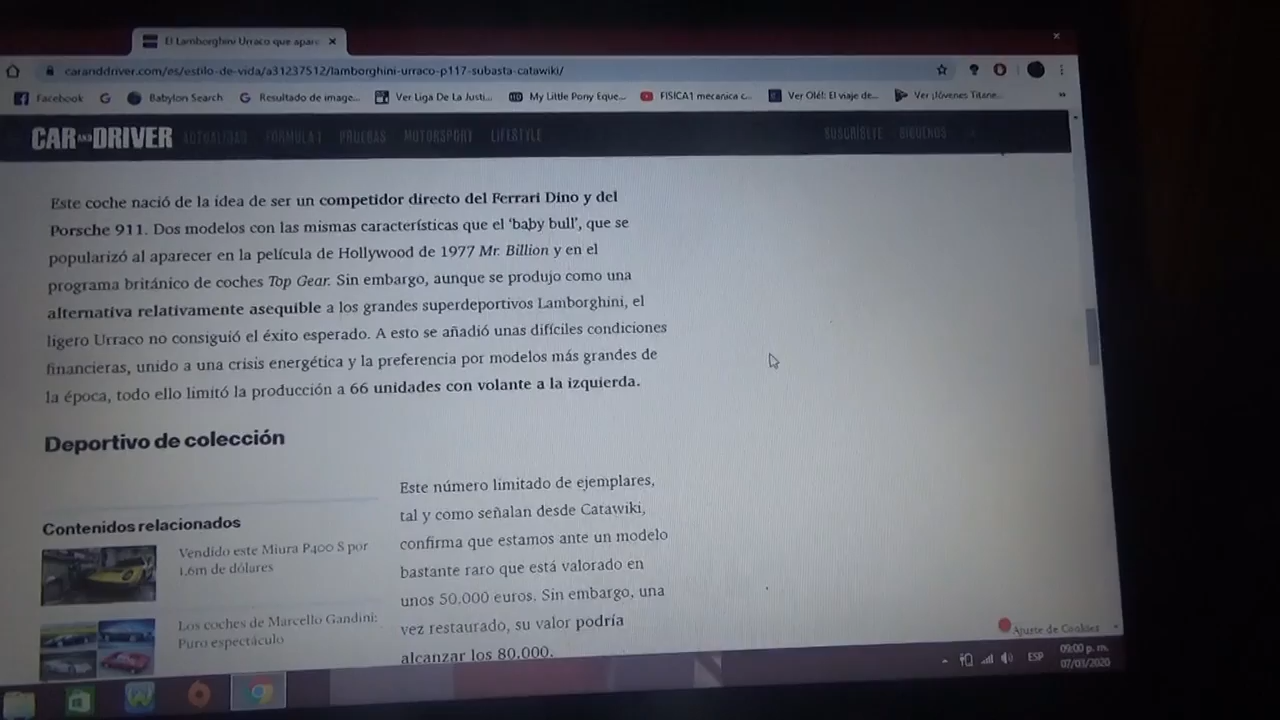 El Lamborghini Urraco que apare
caranddriver.com/es/estilo-de-vida/a31237512/lamborghini-urraco-p117-subasta-catawiki/
Facebook G Babylon Search Resultado de image... Ver Liga De La Justi... My Little Pony Eque... FISICA1 mecanica c... Ver Olé!: El viaje de... Ver ¡Jóvenes Titane...
CAR AND DRIVER ACTUALIDAD FÓRMULA 1 PRUEBAS MOTORSPORT LIFESTYLE SUSCRÍBETE SÍGUENOS
Este coche nació de la idea de ser un competidor directo del Ferrari Dino y del
Porsche 911. Dos modelos con las mismas características que el ‘baby bull’, que se
popularizó al aparecer en la película de Hollywood de 1977 Mr. Billion y en el
programa británico de coches Top Gear. Sin embargo, aunque se produjo como una
alternativa relativamente asequible a los grandes superdeportivos Lamborghini, el
ligero Urraco no consiguió el éxito esperado. A esto se añadió unas difíciles condiciones
financieras, unido a una crisis energética y la preferencia por modelos más grandes de
la época, todo ello limitó la producción a 66 unidades con volante a la izquierda.
Deportivo de colección
Contenidos relacionados
Vendido este Miura P400 S por
1,6m de dólares
Los coches de Marcello Gandini:
Puro espectáculo
Este número limitado de ejemplares,
tal y como señalan desde Catawiki,
confirma que estamos ante un modelo
bastante raro que está valorado en
unos 50.000 euros. Sin embargo, una
vez restaurado, su valor podría
alcanzar los 80.000.
Ajuste de Cookies
ESP
09:00 p. m.
07/03/2020